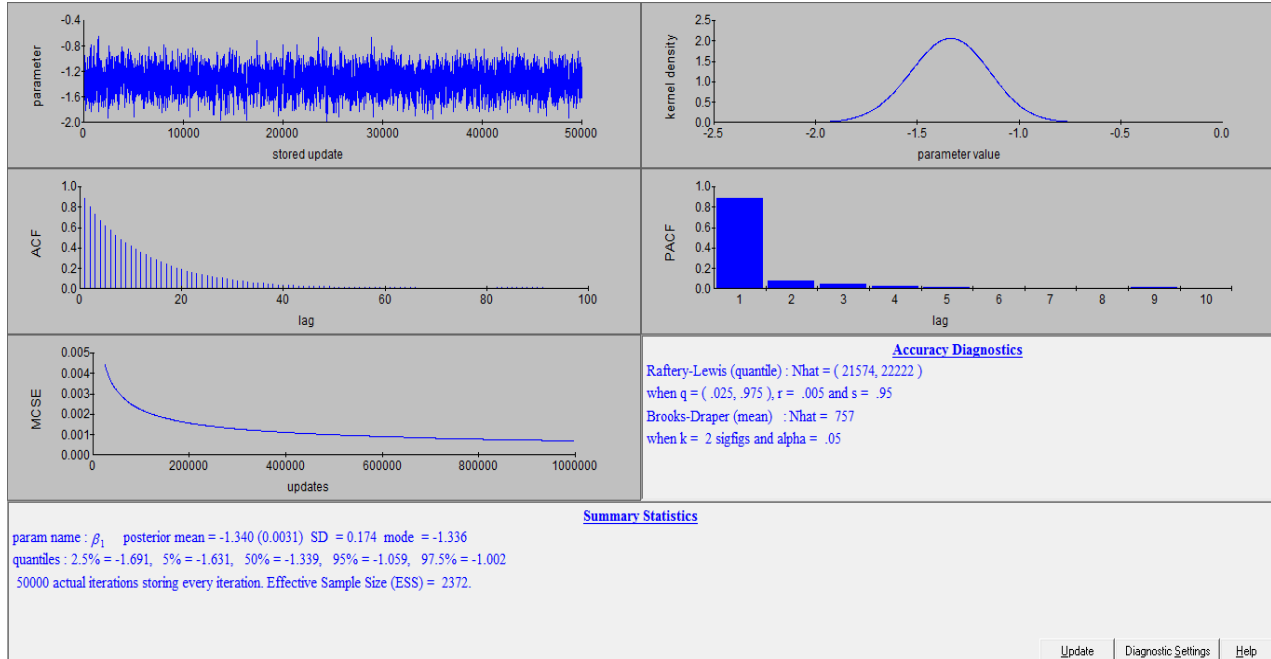 -0.4
-0.8
-1.2
-1.6
-2.0
parameter
0 10000 20000 30000 40000 50000
stored update
2.5
2.0
1.5
1.0
0.5
0.0
kernel density
-2.5 -2.0 -1.5 -1.0 -0.5 0.0
parameter value
1.0
0.8
0.6
0.4
0.2
0.0
ACF
0 20 40 60 80 100
lag
1.0
0.8
0.6
0.4
0.2
0.0
PACF
1 2 3 4 5 6 7 8 9 10
lag
0.005
0.004
0.003
0.002
0.001
0.000
MCSE
0 200000 400000 600000 800000 1000000
updates
Accuracy Diagnostics
Raftery-Lewis (quantile) : Nhat = ( 21574, 22222 )
when q = ( .025, .975 ), r = .005 and s = .95
Brooks-Draper (mean) : Nhat = 757
when k = 2 sigfigs and alpha = .05
Summary Statistics
param name : β1 posterior mean = -1.340 (0.0031) SD = 0.174 mode = -1.336
quantiles : 2.5% = -1.691, 5% = -1.631, 50% = -1.339, 95% = -1.059, 97.5% = -1.002
50000 actual iterations storing every iteration. Effective Sample Size (ESS) = 2372.
Update Diagnostic Settings Help